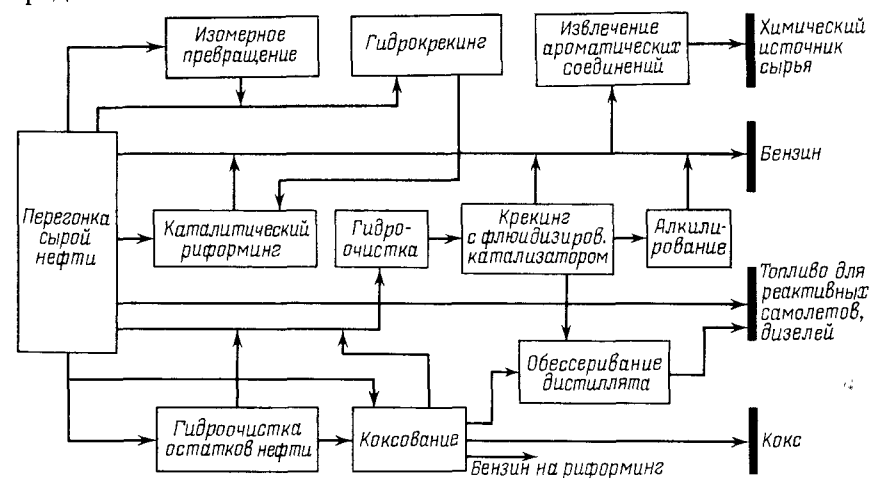 Изомерное
превращение
Гидрокрекинг
Извлечение
ароматических
соединений
Химический
источник
сырья
Бензин
Перегонка
сырой
нефти
Каталитический
риформинг
Гидро-
очистка
Крекинг
с флюидизиров.
катализатором
Алкили-
рование
Топливо для
реактивных
самолетов,
дизелей
Обессеривание
дистиллята
Гидроочистка
остатков нефти
Коксование
Кокс
Бензин на риформинг